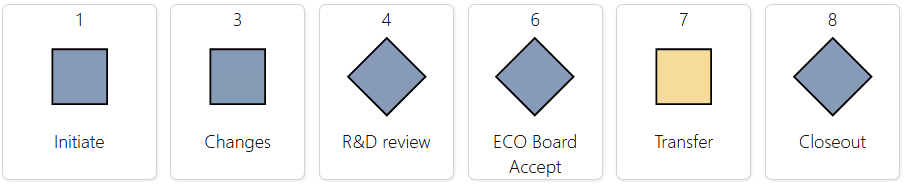 1
Initiate
3
Changes
4
R&D review
6
ECO Board
Accept
7
Transfer
8
Closeout